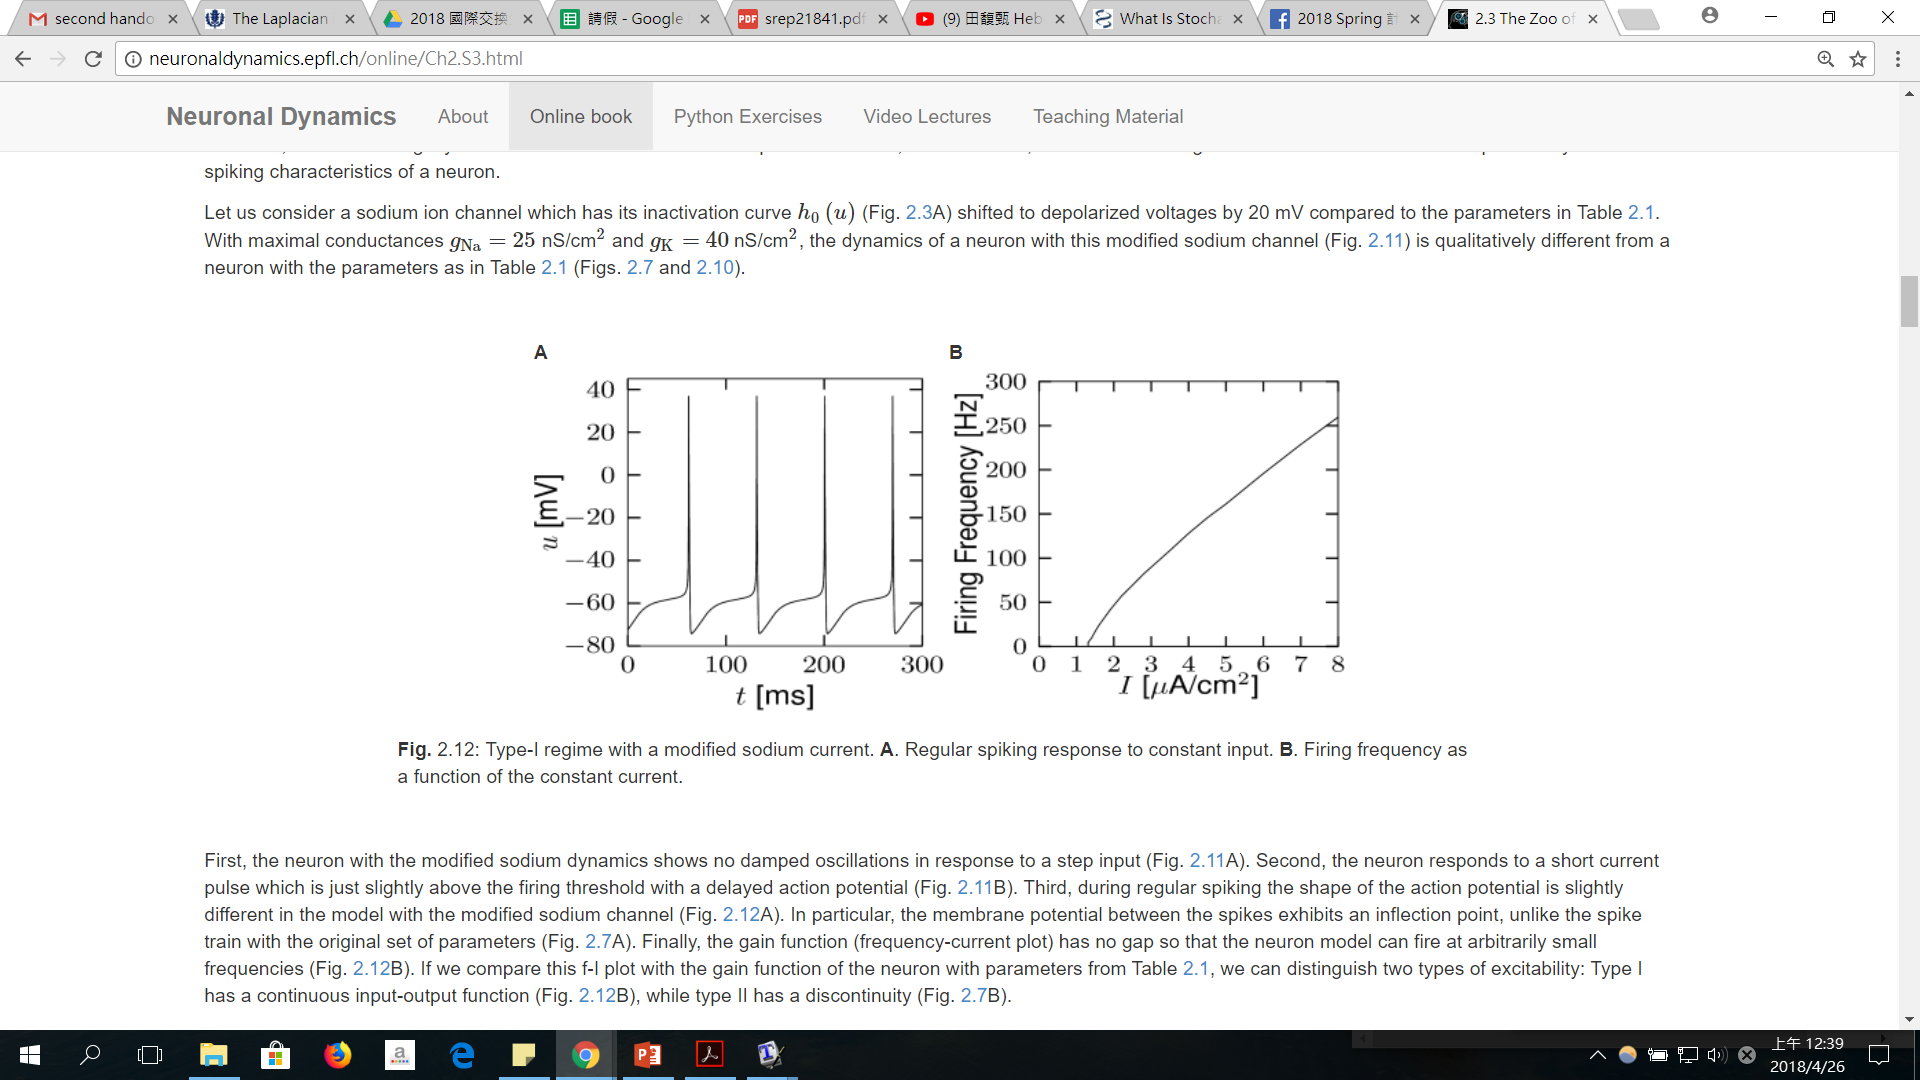 second hando
The Laplacian
2018 國際交換
請假 - Google
PDF srep21841.pdf
(9) 田馥甄 Heb
What Is Stocha
2018 Spring 計
2.3 The Zoo of
neuronaldynamics.epfl.ch/online/Ch2.S3.html
Neuronal Dynamics About Online book Python Exercises Video Lectures Teaching Material
spiking characteristics of a neuron.
Let us consider a sodium ion channel which has its inactivation curve h₀ (u) (Fig. 2.3A) shifted to depolarized voltages by 20 mV compared to the parameters in Table 2.1.
With maximal conductances g_Na = 25 nS/cm² and g_K = 40 nS/cm², the dynamics of a neuron with this modified sodium channel (Fig. 2.11) is qualitatively different from a
neuron with the parameters as in Table 2.1 (Figs. 2.7 and 2.10).
A
40
20
0
−20
−40
−60
−80
u [mV]
0 100 200 300
t [ms]
B
300
250
200
150
100
50
0
Firing Frequency [Hz]
0 1 2 3 4 5 6 7 8
I [μA/cm²]
Fig. 2.12: Type-I regime with a modified sodium current. A. Regular spiking response to constant input. B. Firing frequency as
a function of the constant current.
First, the neuron with the modified sodium dynamics shows no damped oscillations in response to a step input (Fig. 2.11A). Second, the neuron responds to a short current
pulse which is just slightly above the firing threshold with a delayed action potential (Fig. 2.11B). Third, during regular spiking the shape of the action potential is slightly
different in the model with the modified sodium channel (Fig. 2.12A). In particular, the membrane potential between the spikes exhibits an inflection point, unlike the spike
train with the original set of parameters (Fig. 2.7A). Finally, the gain function (frequency-current plot) has no gap so that the neuron model can fire at arbitrarily small
frequencies (Fig. 2.12B). If we compare this f-I plot with the gain function of the neuron with parameters from Table 2.1, we can distinguish two types of excitability: Type I
has a continuous input-output function (Fig. 2.12B), while type II has a discontinuity (Fig. 2.7B).
上午 12:39
2018/4/26